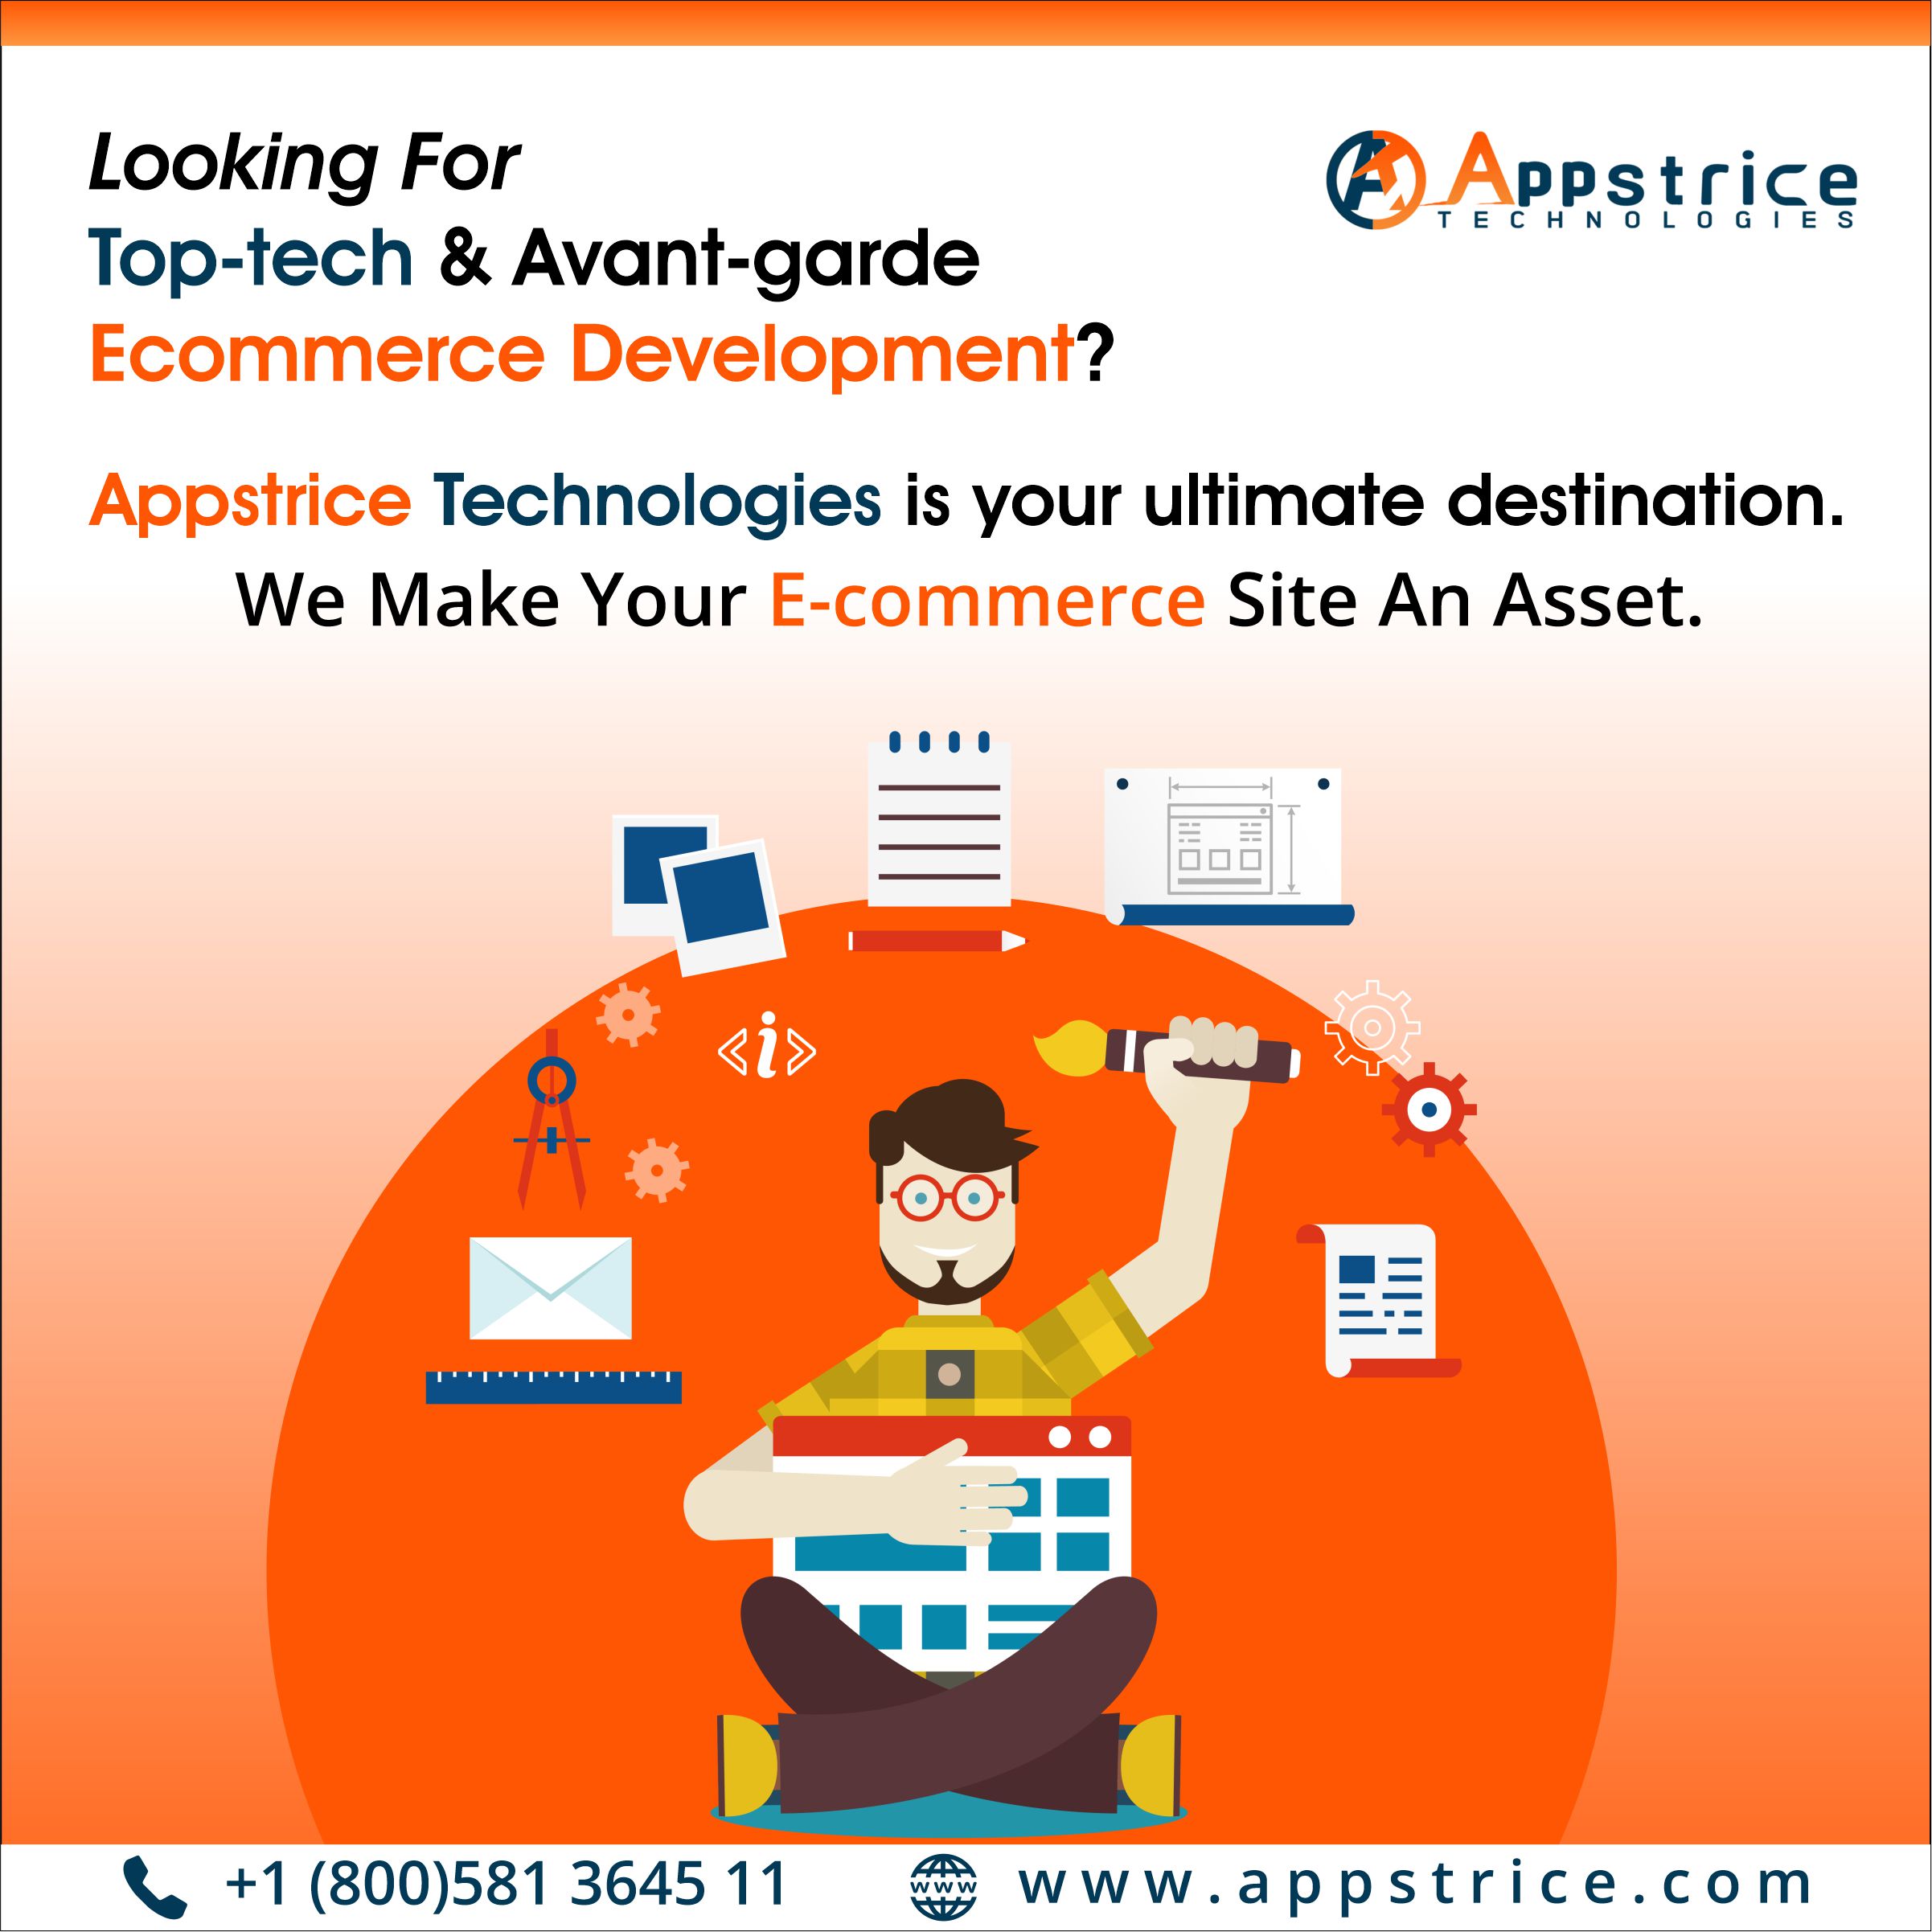 Looking For
Appstrice
TECHNOLOGIES
Top-tech & Avant-garde
Ecommerce Development?
Appstrice Technologies is your ultimate destination.
We Make Your E-commerce Site An Asset.
<i>
+1 (800)581 3645 11
www
www.appstrice.com